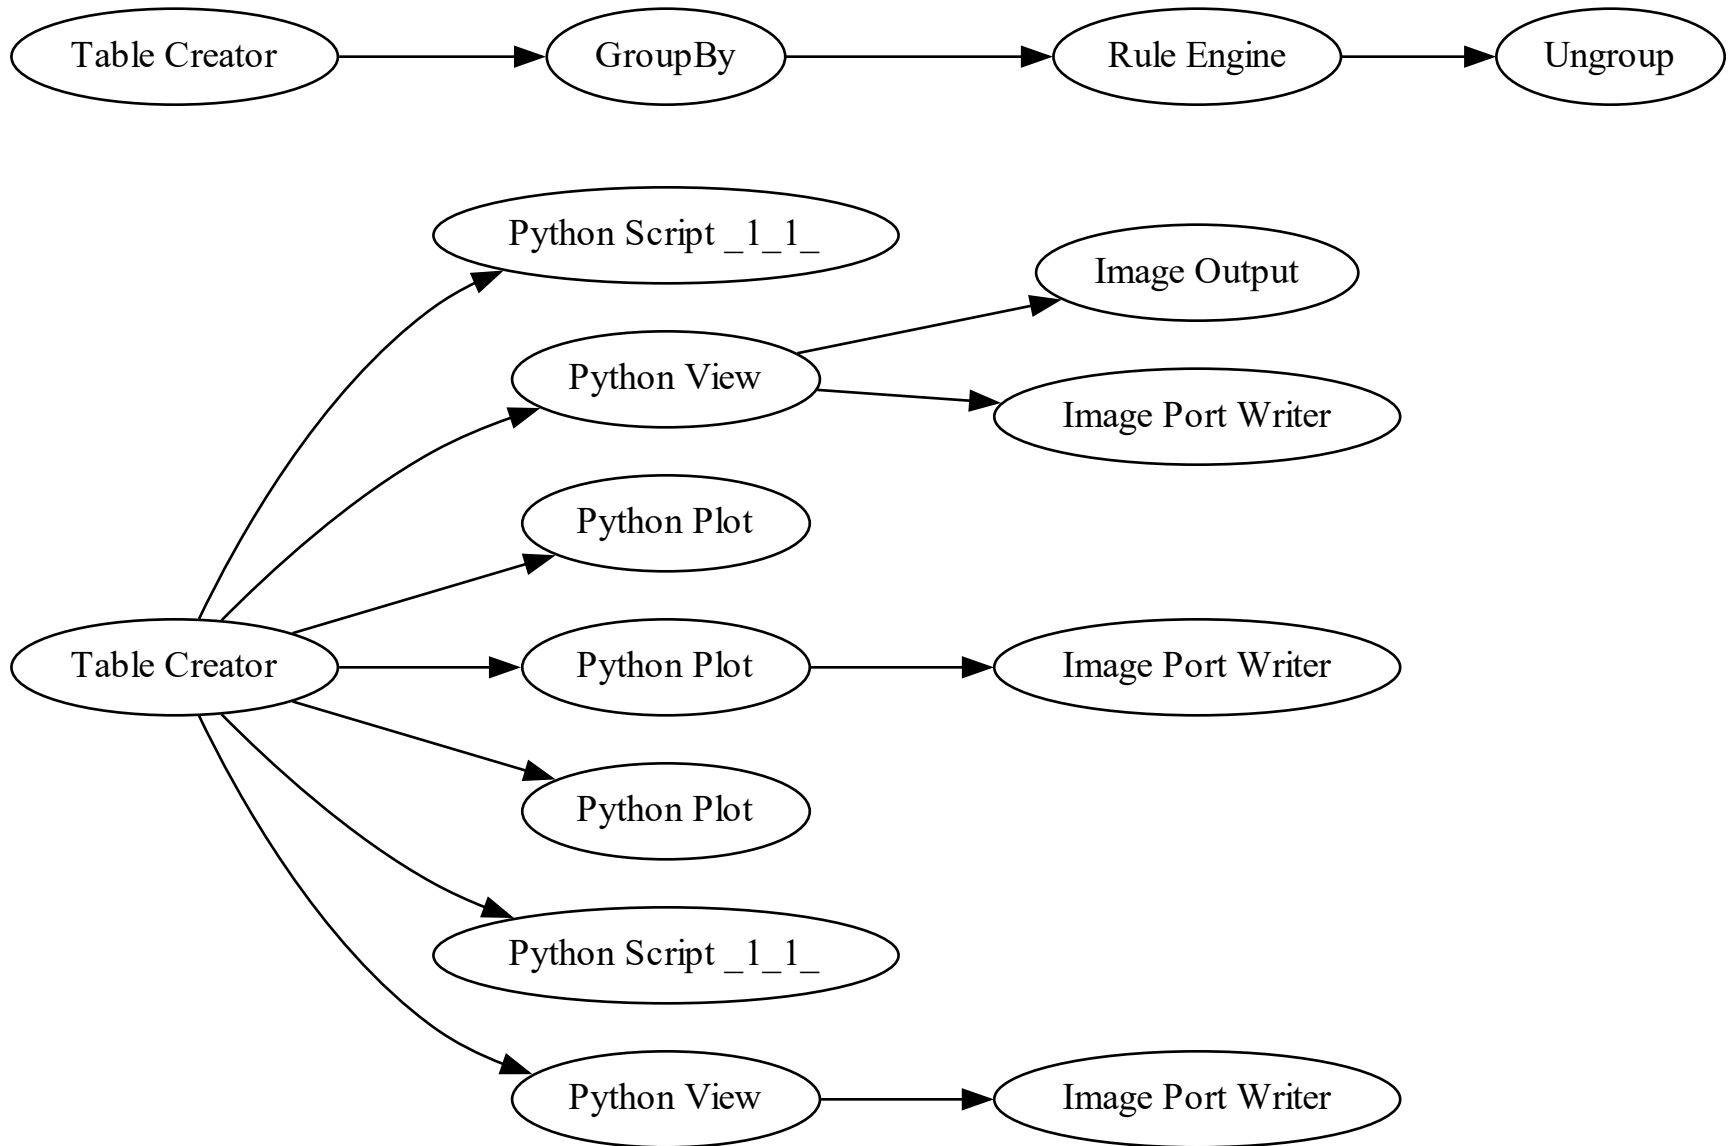 Table Creator
GroupBy
Rule Engine
Ungroup
Python Script _1_1_
Image Output
Python View
Image Port Writer
Python Plot
Table Creator
Python Plot
Image Port Writer
Python Plot
Python Script _1_1_
Python View
Image Port Writer